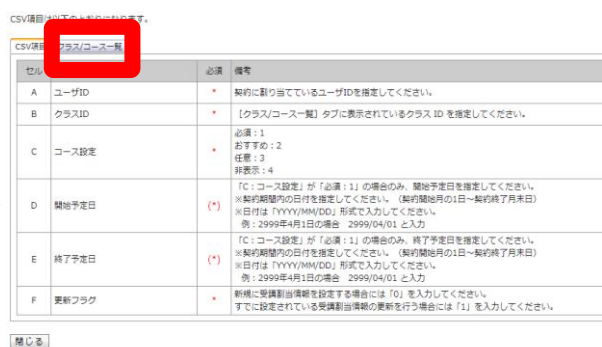 CSV項目は以下のとおりになります。
CSV項目 クラス/コース一覧
セル 必須 備考
A ユーザID * 契約に割り当てているユーザIDを指定してください。
B クラスID * [クラス/コース一覧] タブに表示されているクラス ID を指定してください。
C コース設定 * 必須：1
おすすめ：2
任意：3
非表示：4
D 開始予定日 (*) 「C：コース設定」が「必須：1」の場合のみ、開始予定日を指定してください。
※契約期間内の日付を指定してください。（契約開始月の1日～契約終了月末日）
※日付は「YYYY/MM/DD」形式で入力してください。
例：2999年4月1日の場合 2999/04/01 と入力
E 終了予定日 (*) 「C：コース設定」が「必須：1」の場合のみ、終了予定日を指定してください。
※契約期間内の日付を指定してください。（契約開始月の1日～契約終了月末日）
※日付は「YYYY/MM/DD」形式で入力してください。
例：2999年4月1日の場合 2999/04/01 と入力
F 更新フラグ * 新規に受講割当情報を設定する場合には「0」を入力してください。
すでに設定されている受講割当情報の更新を行う場合には「1」を入力してください。
閉じる